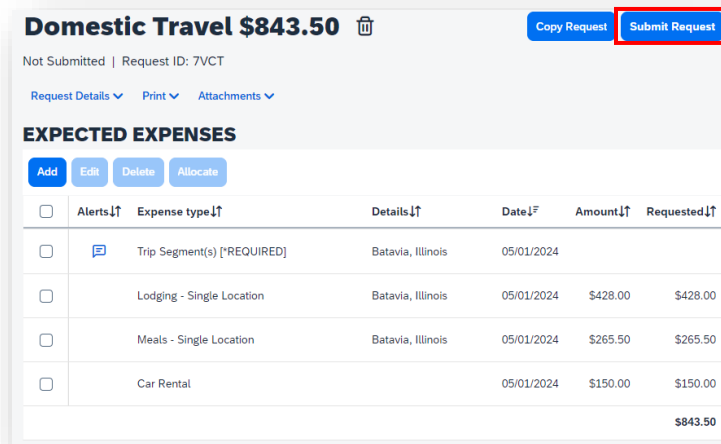 Domestic Travel $843.50 Copy Request Submit Request
Not Submitted | Request ID: 7VCT
Request Details Print Attachments
EXPECTED EXPENSES
Add Edit Delete Allocate
Alerts Expense type Details Date Amount Requested
Trip Segment(s) [*REQUIRED] Batavia, Illinois 05/01/2024
Lodging - Single Location Batavia, Illinois 05/01/2024 $428.00 $428.00
Meals - Single Location Batavia, Illinois 05/01/2024 $265.50 $265.50
Car Rental 05/01/2024 $150.00 $150.00
$843.50